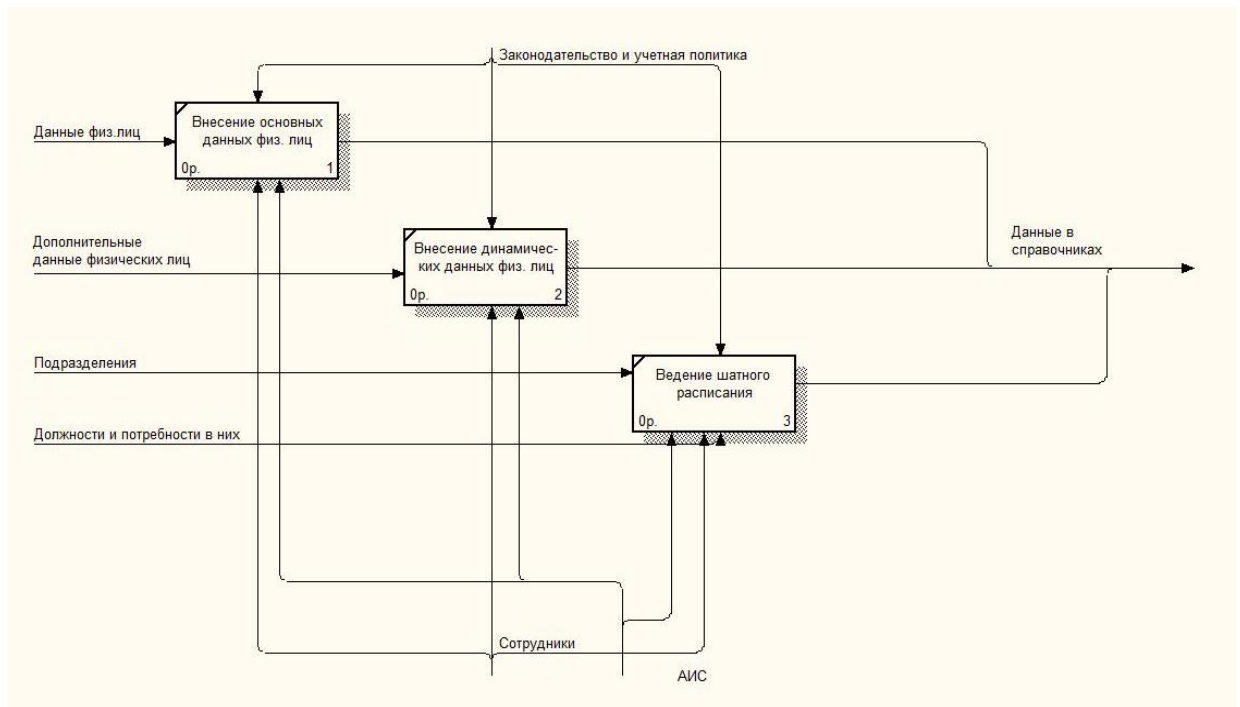 Законодательство и учетная политика
Данные физ.лиц
Внесение основных
данных физ. лиц
0р.
1
Дополнительные
данные физических лиц
Внесение динамичес-
ких данных физ. лиц
0р.
2
Данные в
справочниках
Подразделения
Ведение шатного
расписания
0р.
3
Должности и потребности в них
Сотрудники
АИС